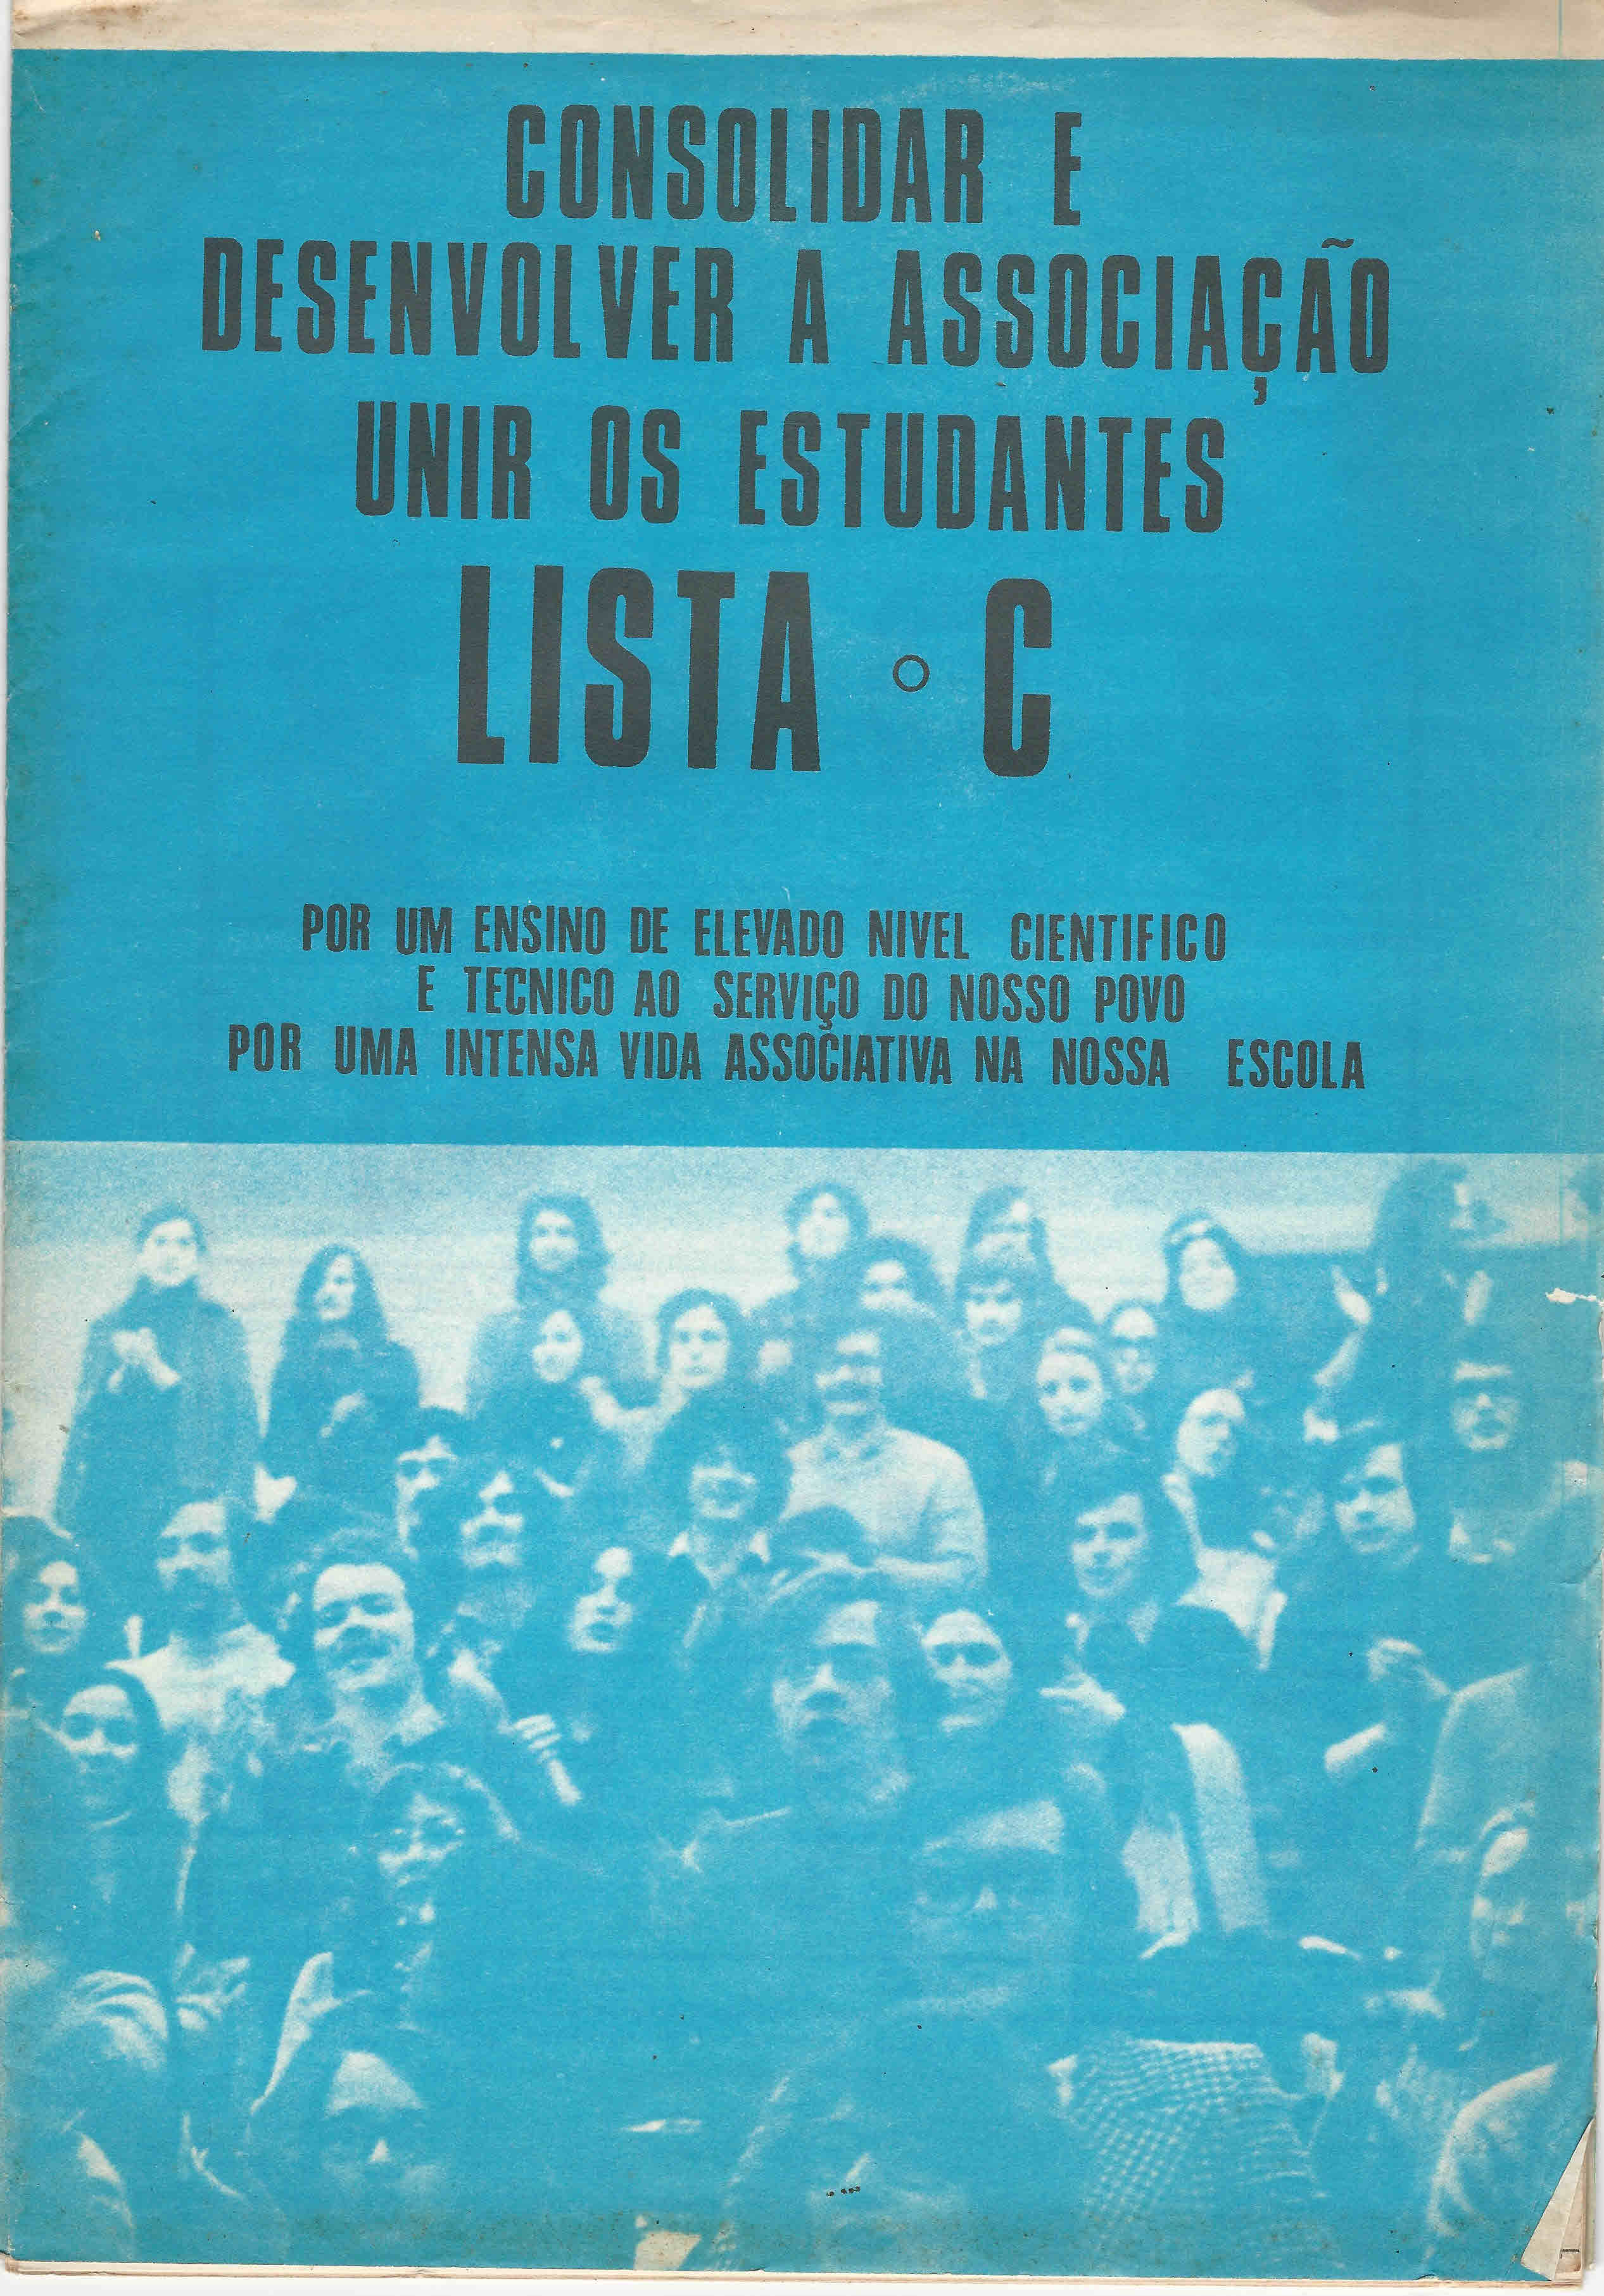 CONSOLIDAR E
DESENVOLVER A ASSOCIAÇÃO
UNIR OS ESTUDANTES
LISTA ∘ C
POR UM ENSINO DE ELEVADO NIVEL CIENTIFICO
E TECNICO AO SERVIÇO DO NOSSO POVO
POR UMA INTENSA VIDA ASSOCIATIVA NA NOSSA ESCOLA